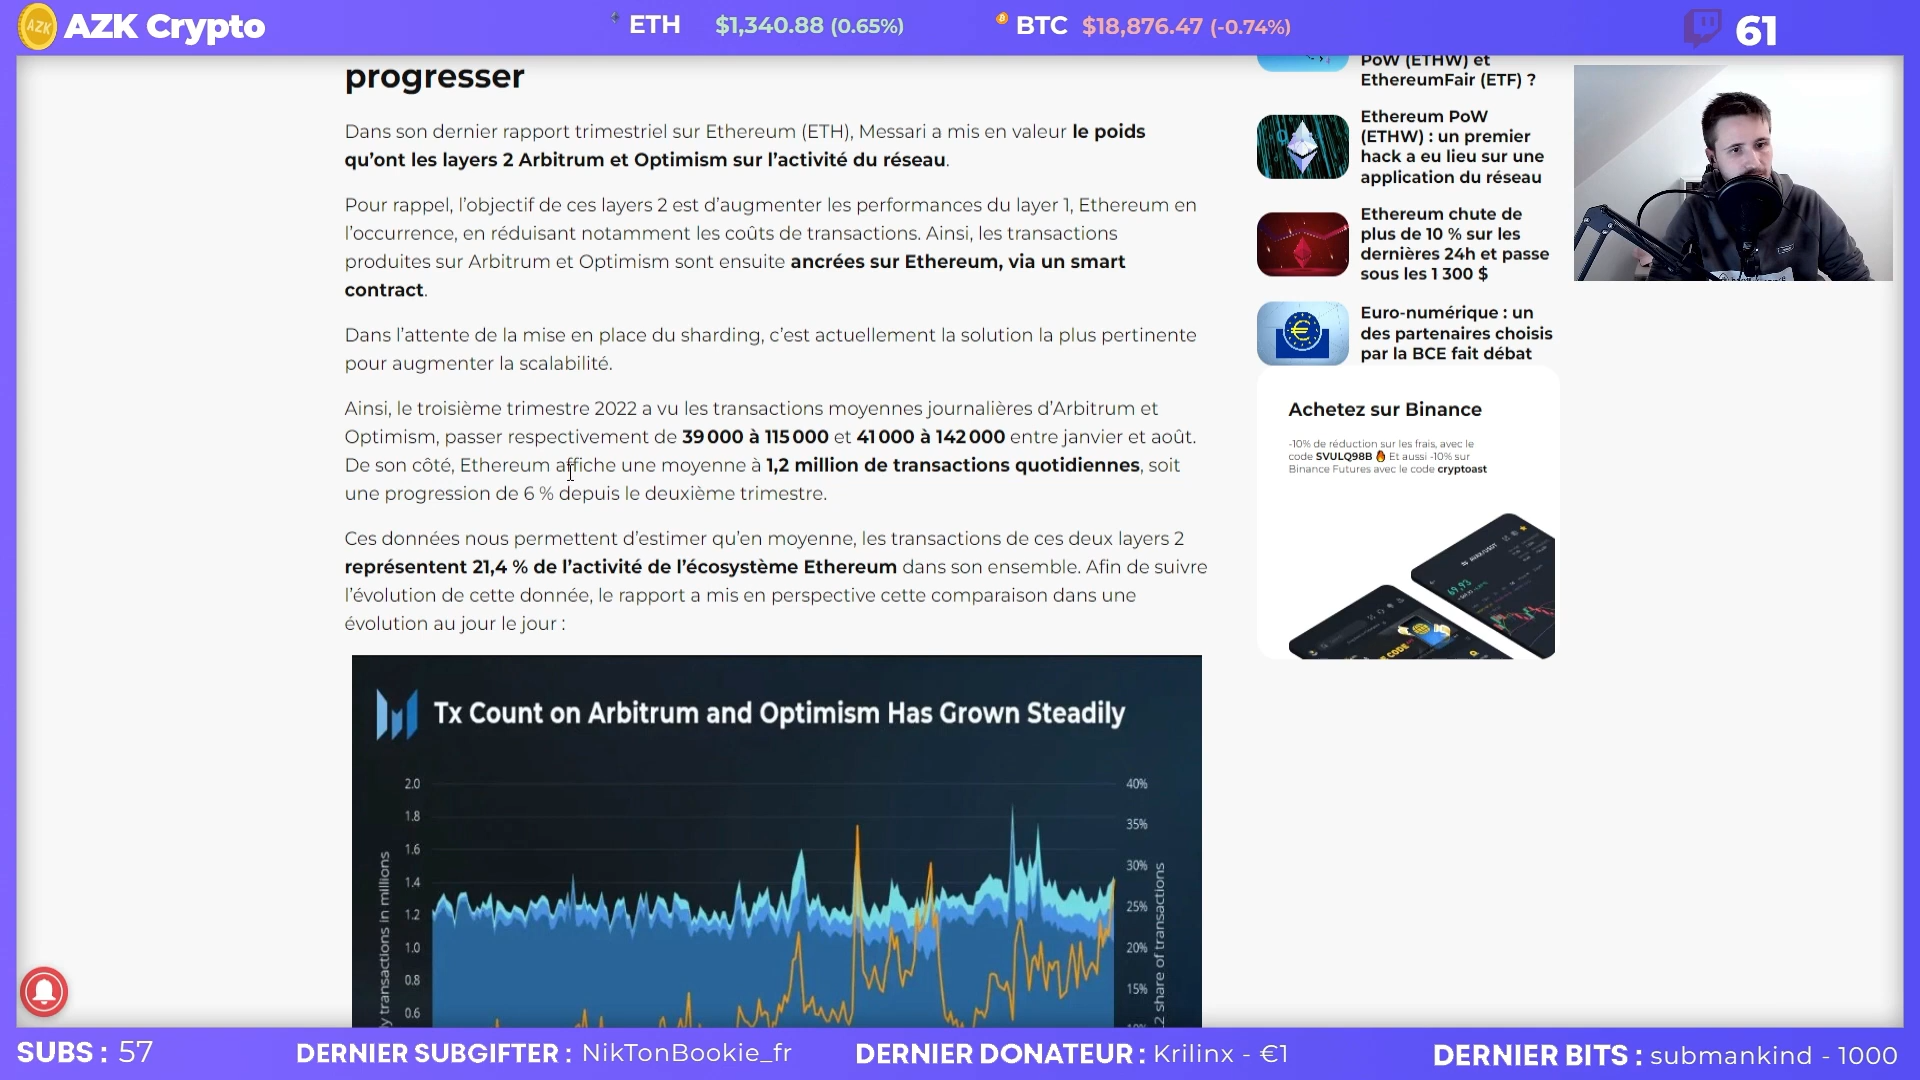 AZK Crypto
ETH $1,340.88 (0.65%)
BTC $18,876.47 (-0.74%)
61
progresser
Dans son dernier rapport trimestriel sur Ethereum (ETH), Messari a mis en valeur le poids
qu’ont les layers 2 Arbitrum et Optimism sur l’activité du réseau.
Pour rappel, l’objectif de ces layers 2 est d’augmenter les performances du layer 1, Ethereum en
l’occurrence, en réduisant notamment les coûts de transactions. Ainsi, les transactions
produites sur Arbitrum et Optimism sont ensuite ancrées sur Ethereum, via un smart
contract.
Dans l’attente de la mise en place du sharding, c’est actuellement la solution la plus pertinente
pour augmenter la scalabilité.
Ainsi, le troisième trimestre 2022 a vu les transactions moyennes journalières d’Arbitrum et
Optimism, passer respectivement de 39 000 à 115 000 et 41 000 à 142 000 entre janvier et août.
De son côté, Ethereum affiche une moyenne à 1,2 million de transactions quotidiennes, soit
une progression de 6 % depuis le deuxième trimestre.
Ces données nous permettent d’estimer qu’en moyenne, les transactions de ces deux layers 2
représentent 21,4 % de l’activité de l’écosystème Ethereum dans son ensemble. Afin de suivre
l’évolution de cette donnée, le rapport a mis en perspective cette comparaison dans une
évolution au jour le jour :
Tx Count on Arbitrum and Optimism Has Grown Steadily
2.0
1.8
1.6
1.4
1.2
1.0
0.8
0.6
transactions in millions
40%
35%
30%
25%
20%
15%
share of transactions
PoW (ETHW) et
EthereumFair (ETF) ?
Ethereum PoW
(ETHW) : un premier
hack a eu lieu sur une
application du réseau
Ethereum chute de
plus de 10 % sur les
dernières 24h et passe
sous les 1 300 $
Euro-numérique : un
des partenaires choisis
par la BCE fait débat
Achetez sur Binance
-10% de réduction sur les frais, avec le
code SVULQ98B 🔥 Et aussi -10% sur
Binance Futures avec le code cryptoast
69,93
CODE
SUBS : 57
DERNIER SUBGIFTER : NikTonBookie_fr
DERNIER DONATEUR : Krilinx - €1
DERNIER BITS : submankind - 1000